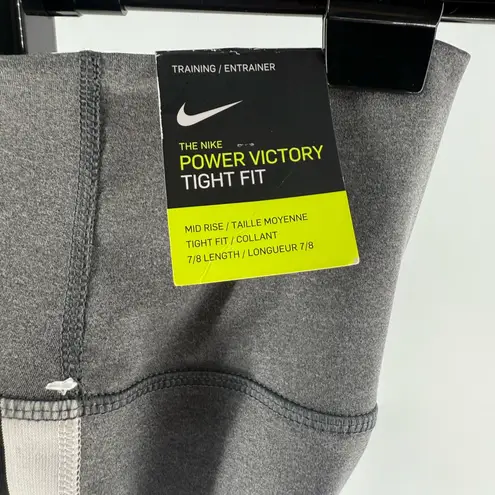 TRAINING / ENTRAINER
THE NIKE
POWER VICTORY
TIGHT FIT
MID RISE / TAILLE MOYENNE
TIGHT FIT / COLLANT
7/8 LENGTH / LONGUEUR 7/8